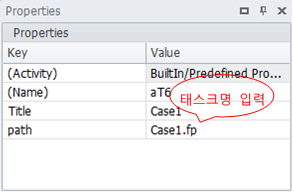 Properties
Properties
Key Value
(Activity) BuiltIn/Predefined Pro...
(Name) aT6
태스크명 입력
Title Case1
path Case1.fp